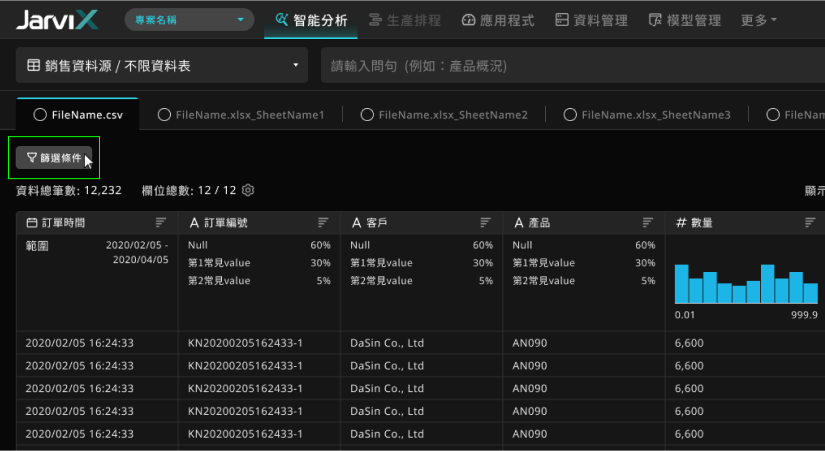 JarviX 專案名稱 智能分析 生產排程 應用程式 資料管理 模型管理 更多
銷售資料源 / 不限資料表 請輸入問句 (例如：產品概況)
FileName.csv FileName.xlsx_SheetName1 FileName.xlsx_SheetName2 FileName.xlsx_SheetName3 FileNam
篩選條件
資料總筆數: 12,232 欄位總數: 12 / 12 顯示
訂單時間 A 訂單編號 A 客戶 A 產品 # 數量
範圍 2020/02/05 - Null 60% Null 60% Null 60%
2020/04/05 第1常見value 30% 第1常見value 30% 第1常見value 30%
第2常見value 5% 第2常見value 5% 第2常見value 5%
0.01 999.9
2020/02/05 16:24:33 KN20200205162433-1 DaSin Co., Ltd AN090 6,600
2020/02/05 16:24:33 KN20200205162433-1 DaSin Co., Ltd AN090 6,600
2020/02/05 16:24:33 KN20200205162433-1 DaSin Co., Ltd AN090 6,600
2020/02/05 16:24:33 KN20200205162433-1 DaSin Co., Ltd AN090 6,600
2020/02/05 16:24:33 KN20200205162433-1 DaSin Co., Ltd AN090 6,600